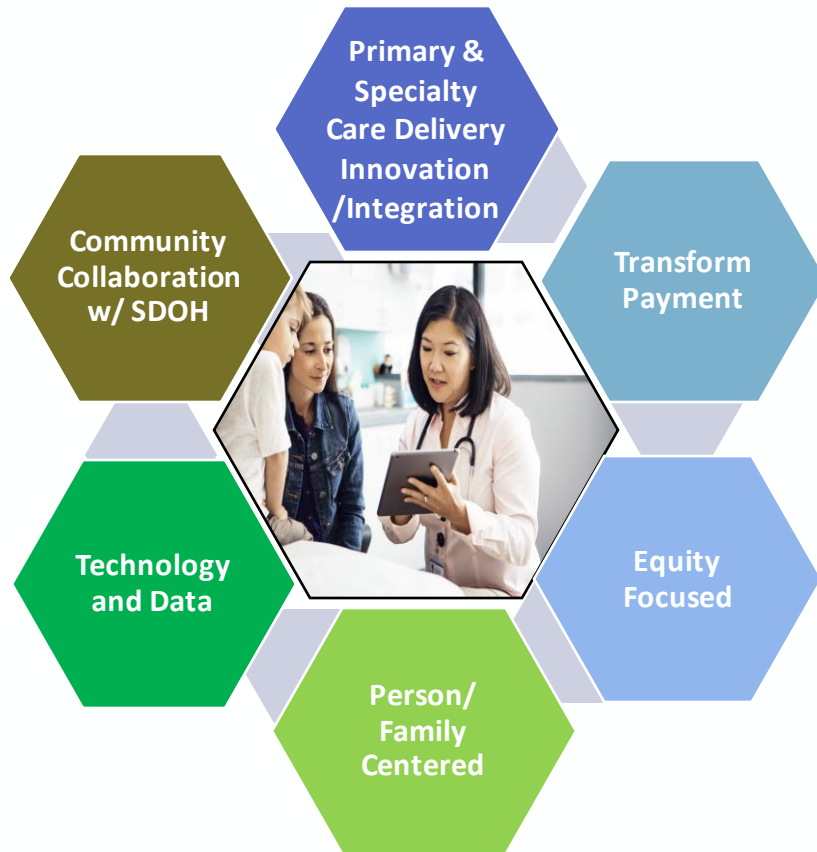 Primary &
Specialty
Care Delivery
Innovation
/Integration
Transform
Payment
Equity
Focused
Person/
Family
Centered
Technology
and Data
Community
Collaboration
w/ SDOH